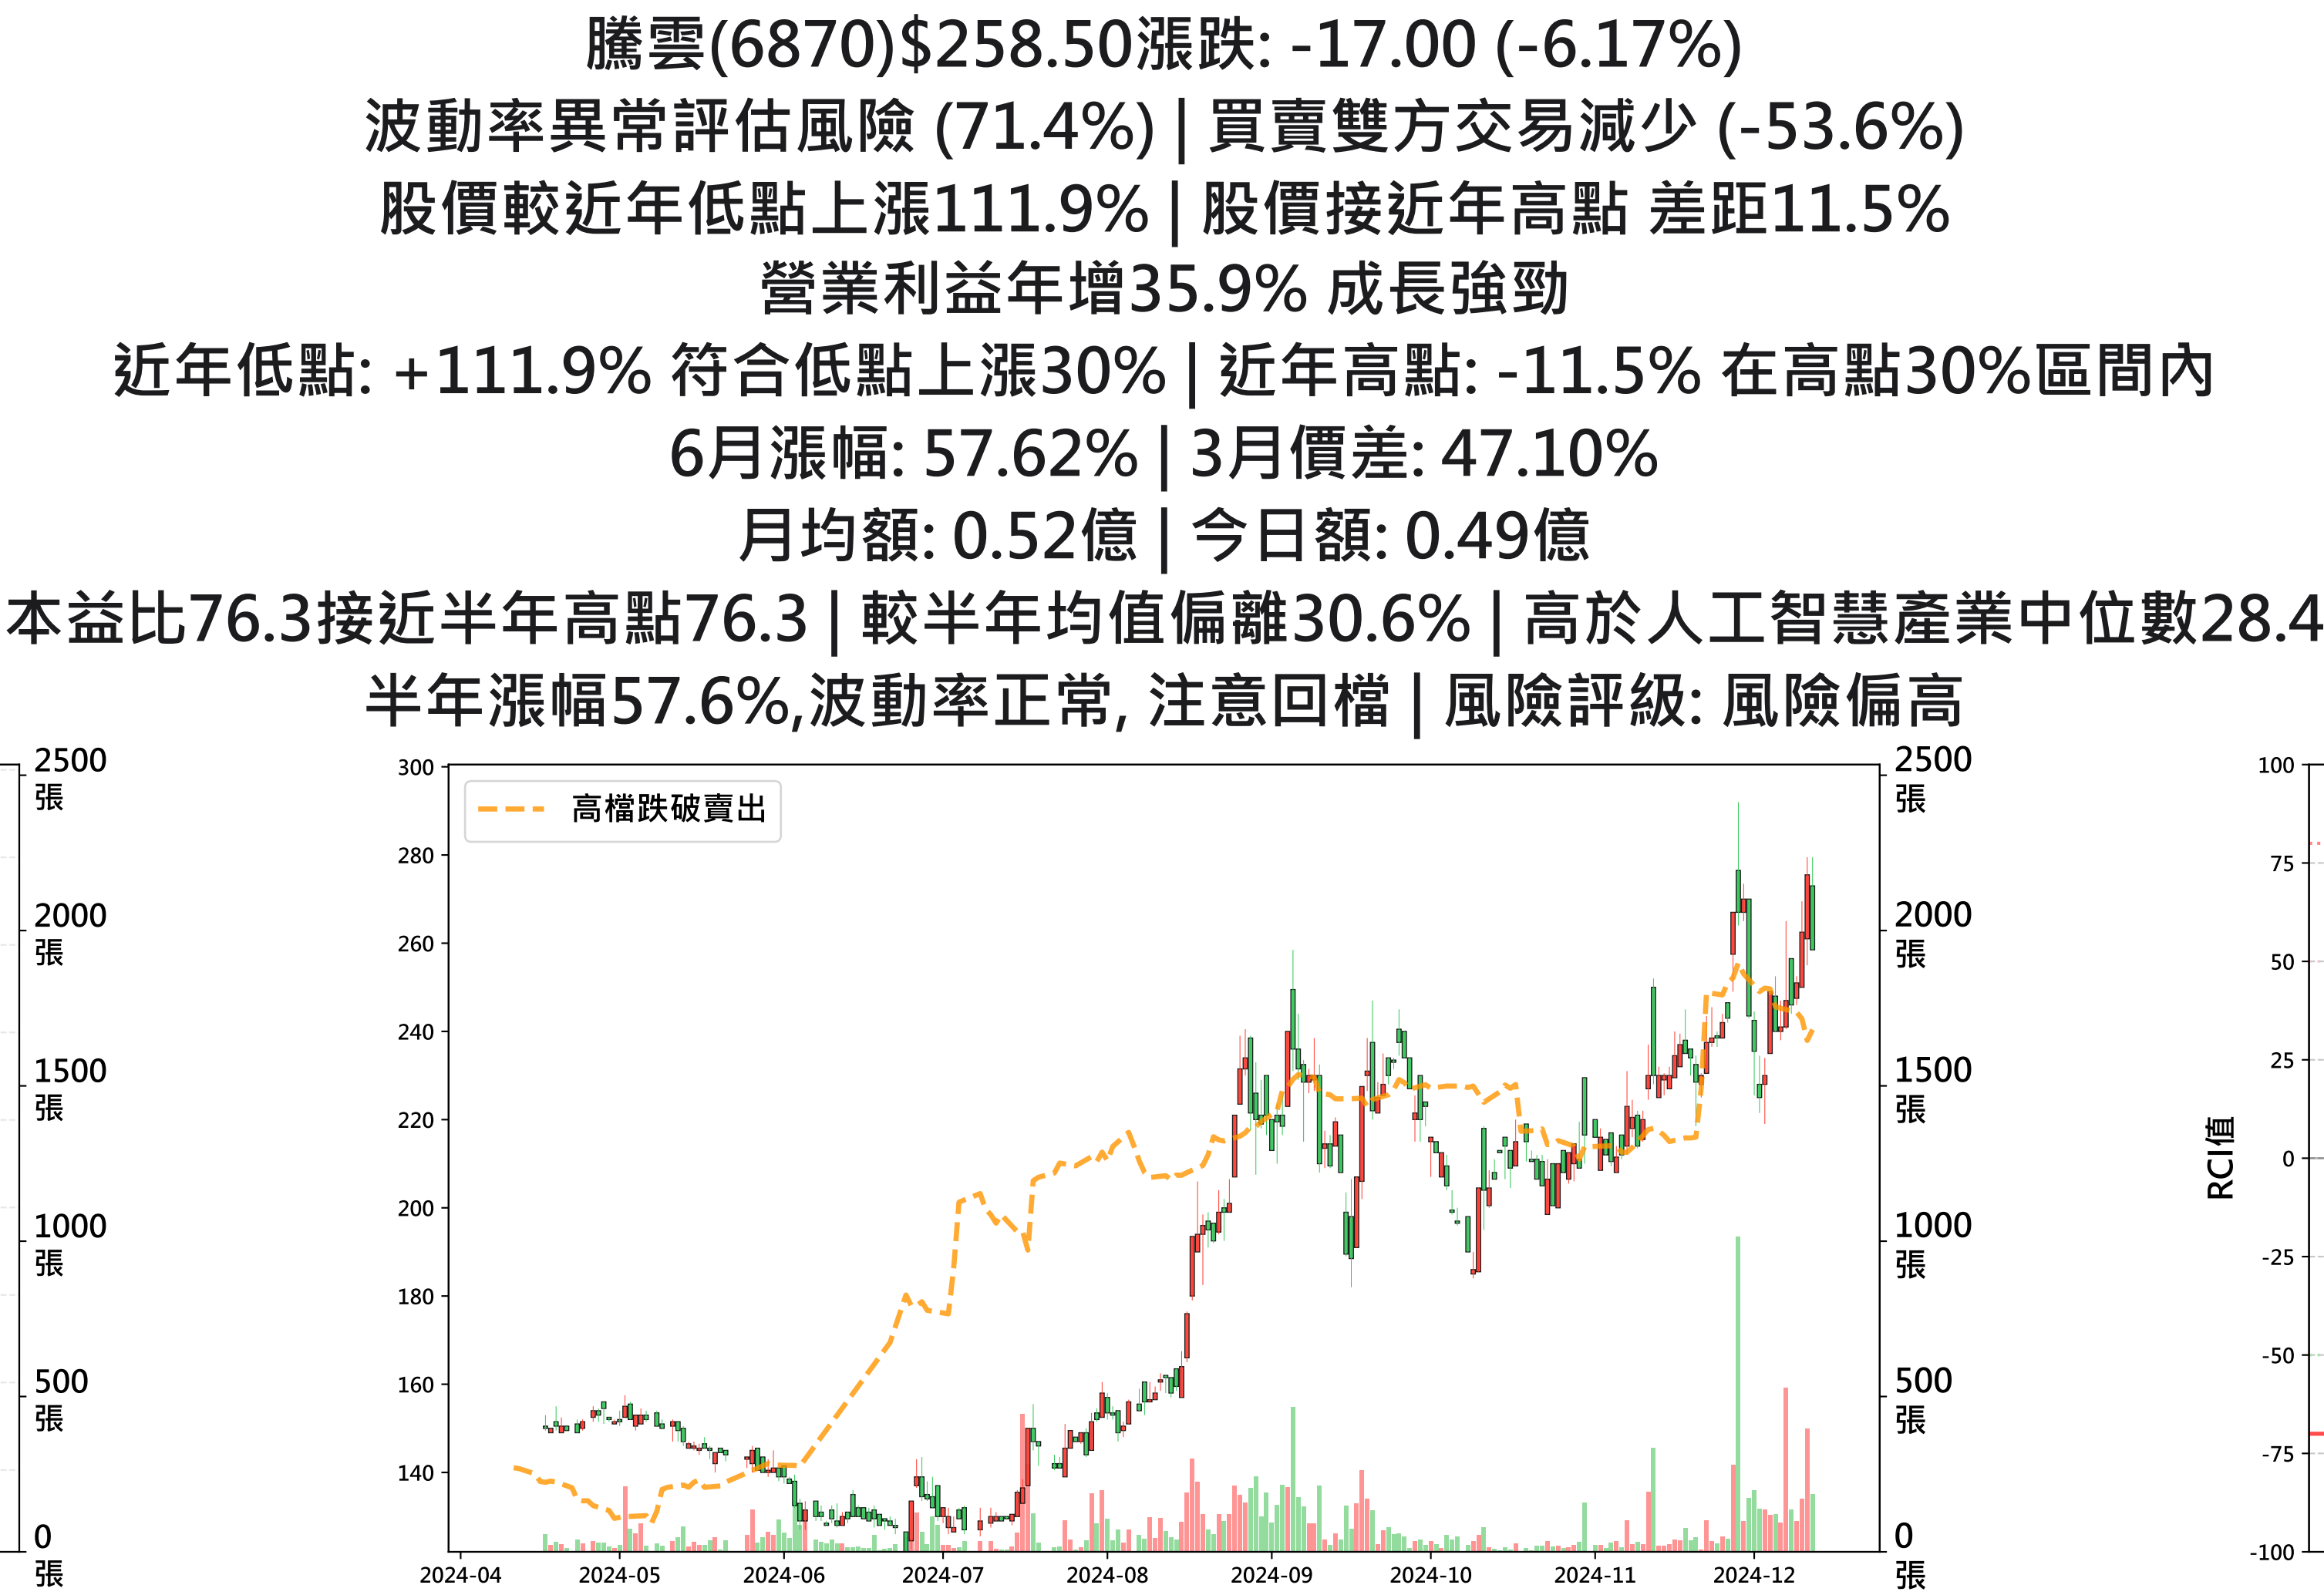 騰雲(6870)$258.50漲跌: -17.00 (-6.17%)
波動率異常評估風險 (71.4%) | 買賣雙方交易減少 (-53.6%)
股價較近年低點上漲111.9% | 股價接近年高點 差距11.5%
營業利益年增35.9% 成長強勁
近年低點: +111.9% 符合低點上漲30% | 近年高點: -11.5% 在高點30%區間內
6月漲幅: 57.62% | 3月價差: 47.10%
月均額: 0.52億 | 今日額: 0.49億
本益比76.3接近半年高點76.3 | 較半年均值偏離30.6% | 高於人工智慧產業中位數28.4
半年漲幅57.6%,波動率正常, 注意回檔 | 風險評級: 風險偏高
2500
張
2000
張
1500
張
1000
張
500
張
0
張
300
280
260
240
220
200
180
160
140
高檔跌破賣出
2024-04
2024-05
2024-06
2024-07
2024-08
2024-09
2024-10
2024-11
2024-12
2500
張
2000
張
1500
張
1000
張
500
張
0
張
RCI值
100
75
50
25
0
-25
-50
-75
-100